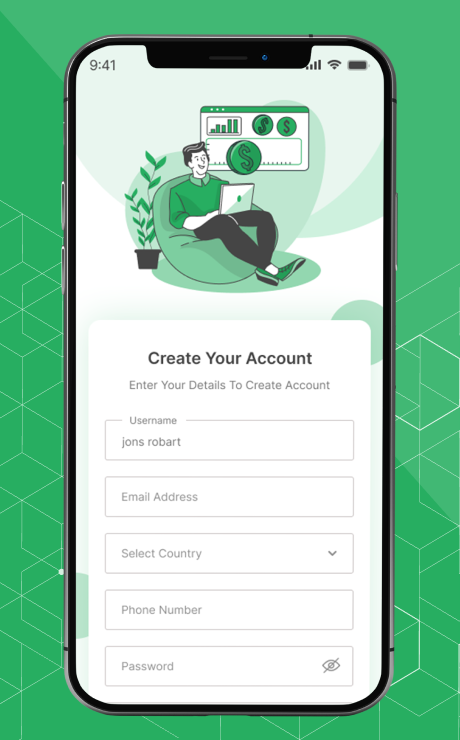 9:41
Create Your Account
Enter Your Details To Create Account
Username
jons robart
Email Address
Select Country
Phone Number
Password